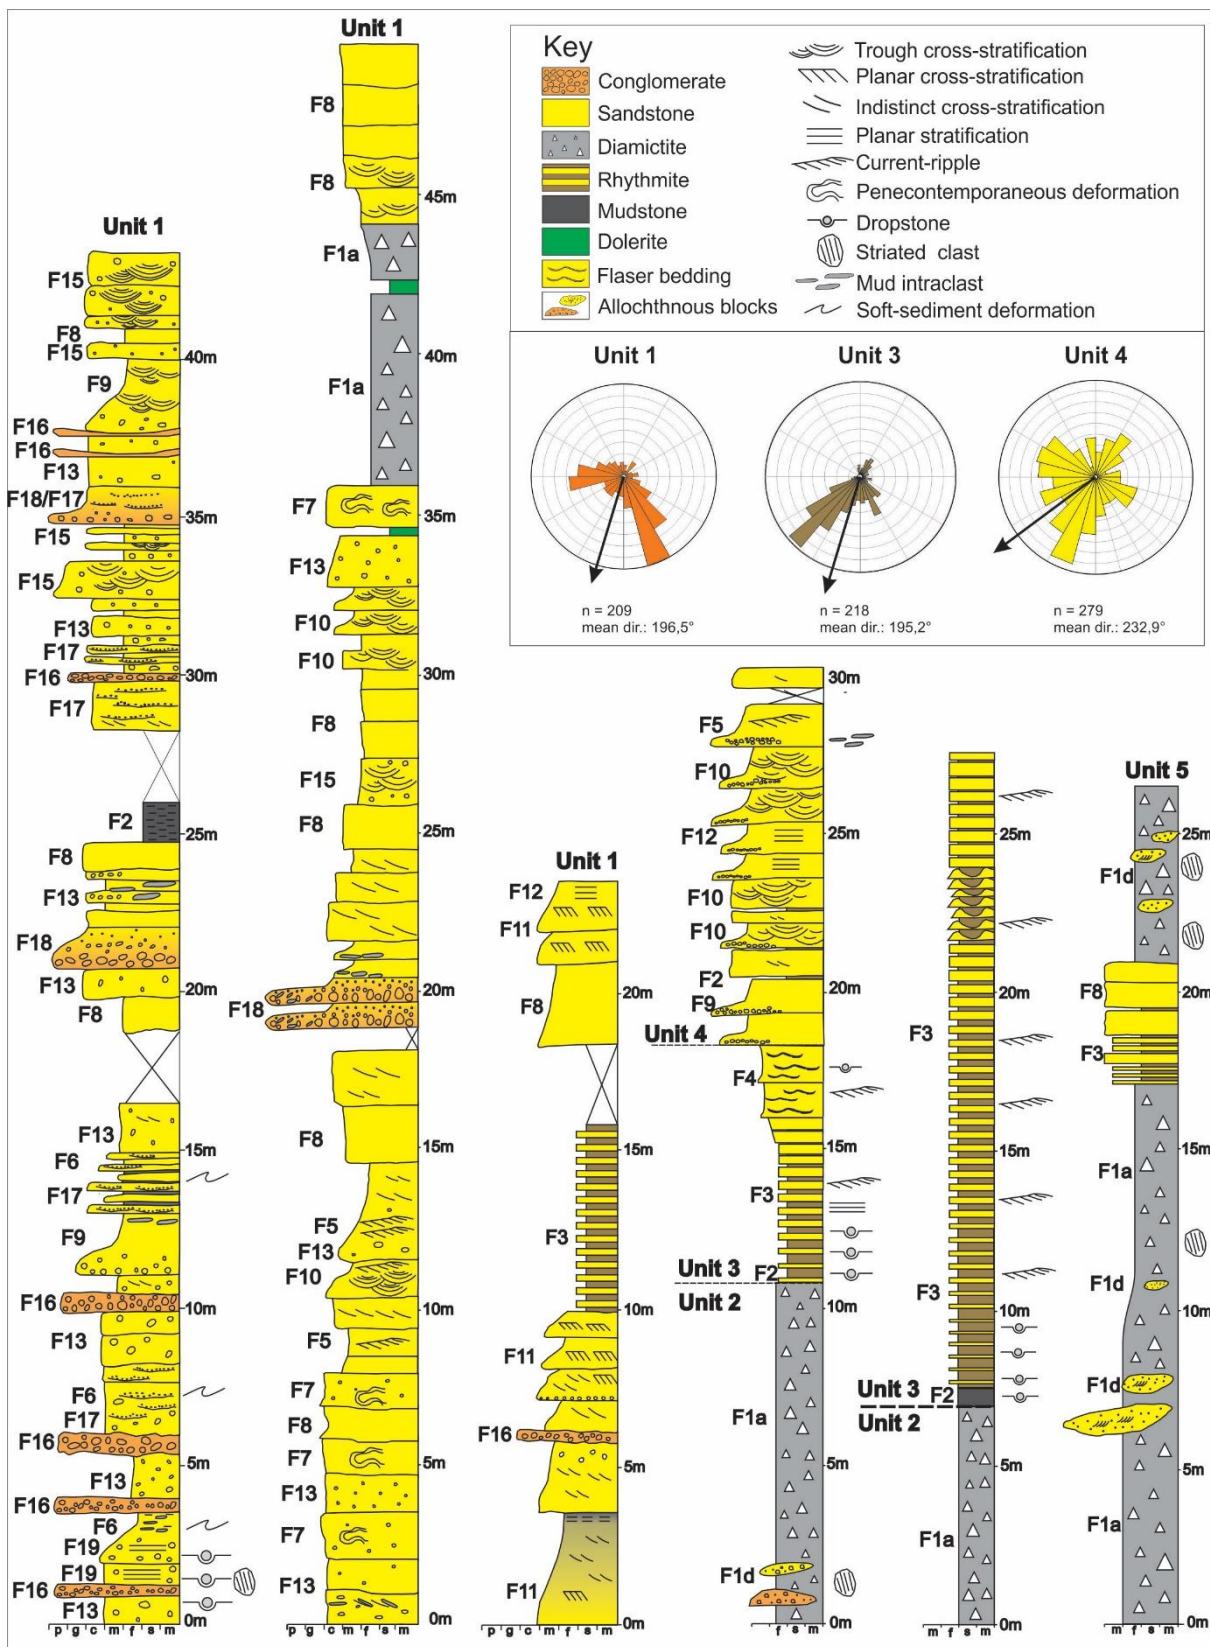 Unit 1
F15
F8
F15
40m
F9
F16
F16
F13
F18/F17
35m
F15
F15
F13
F17
F16
30m
F17
F2
25m
F8
F13
F18
F13
20m
F8
F13
15m
F6
F17
F9
F16
10m
F13
F6
F17
F16
F13
5m
F16
F6
F19
F19
F16
F13
0m
p g c m f s m
Unit 1
F8
F8
45m
F1a
F1a
40m
F7
35m
F13
F10
F10
30m
F8
F15
F8
25m
20m
F18
F8
15m
F5
F13
F10
10m
F5
F7
F8
F7
5m
F13
F7
F13
0m
p g c m f s m
Key
Conglomerate
Sandstone
Diamictite
Rhythmite
Mudstone
Dolerite
Flaser bedding
Allochthnous blocks
Trough cross-stratification
Planar cross-stratification
Indistinct cross-stratification
Planar stratification
Current-ripple
Penecontemporaneous deformation
Dropstone
Striated clast
Mud intraclast
Soft-sediment deformation
Unit 1
n = 209
mean dir.: 196,5°
Unit 3
n = 218
mean dir.: 195,2°
Unit 4
n = 279
mean dir.: 232,9°
Unit 1
F12
F11
F8
20m
15m
F3
10m
F11
F16
5m
F11
0m
p g c m f s m
30m
F5
F10
F12
25m
F10
F10
F2
20m
F9
Unit 4
F4
15m
F3
F2
Unit 3
Unit 2
10m
F1a
5m
F1d
0m
p g c m f s m
25m
20m
F3
15m
F3
10m
Unit 3
F2
Unit 2
5m
F1a
0m
m f s m
Unit 5
25m
F1d
F8
20m
F3
15m
F1a
F1d
10m
F1d
5m
F1a
0m
m f s m